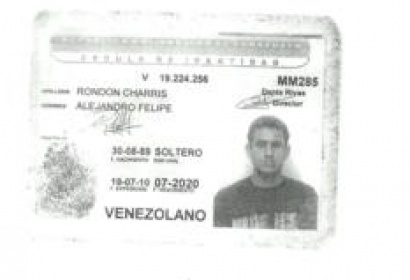 CEDULA DE IDENTIDAD
V 19.224.256
MM285
APELLIDOS RONDON CHARRIS
Dante Rivas
NOMBRES ALEJANDRO FELIPE
Director
30-08-89 SOLTERO
F. NACIMIENTO EDO CIVIL
19-07-10 07-2020
F. EXPEDICION F. VENCIMIENTO
VENEZOLANO